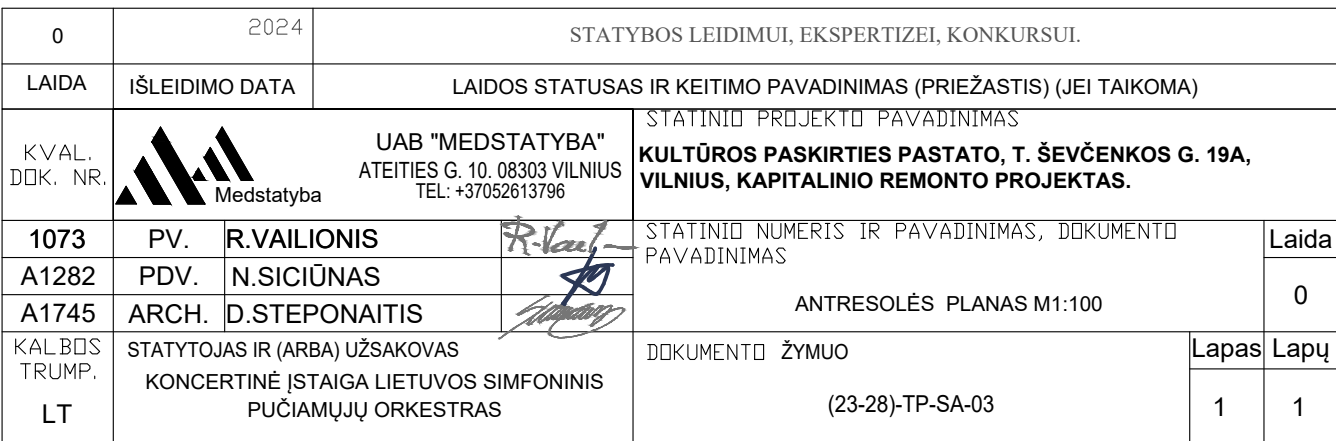 0
2024
STATYBOS LEIDIMUI, EKSPERTIZEI, KONKURSUI.
LAIDA
IŠLEIDIMO DATA
LAIDOS STATUSAS IR KEITIMO PAVADINIMAS (PRIEŽASTIS) (JEI TAIKOMA)
KVAL.
DOK. NR.
Medstatyba
UAB "MEDSTATYBA"
ATEITIES G. 10. 08303 VILNIUS
TEL: +37052613796
STATINIO PROJEKTO PAVADINIMAS
KULTŪROS PASKIRTIES PASTATO, T. ŠEVČENKOS G. 19A,
VILNIUS, KAPITALINIO REMONTO PROJEKTAS.
1073
PV.
R.VAILIONIS
A1282
PDV.
N.SICIŪNAS
A1745
ARCH.
D.STEPONAITIS
STATINIO NUMERIS IR PAVADINIMAS, DOKUMENTO
PAVADINIMAS
ANTRESOLĖS PLANAS M1:100
Laida
0
KALBOS
TRUMP.
LT
STATYTOJAS IR (ARBA) UŽSAKOVAS
KONCERTINĖ ĮSTAIGA LIETUVOS SIMFONINIS
PUČIAMŲJŲ ORKESTRAS
DOKUMENTO ŽYMUO
(23-28)-TP-SA-03
Lapas
Lapų
1
1